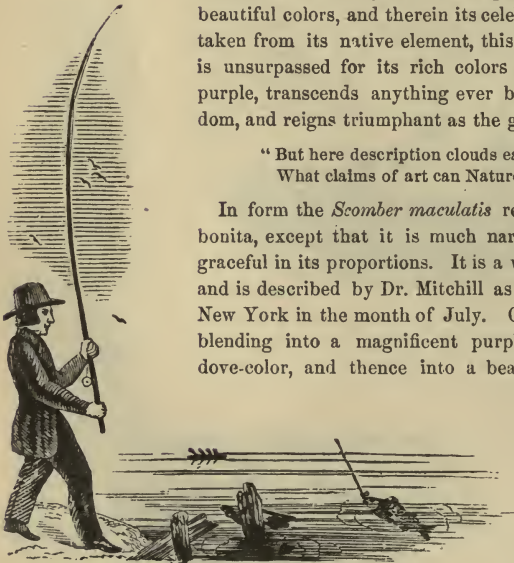 beautiful colors, and therein its cele
taken from its native element, this
is unsurpassed for its rich colors
purple, transcends anything ever b
dom, and reigns triumphant as the g
“ But here description clouds ea
What claims of art can Nature
In form the Scomber maculatis re
bonita, except that it is much nar
graceful in its proportions. It is a v
and is described by Dr. Mitchill as
New York in the month of July. C
blending into a magnificent purp
dove-color, and thence into a bea